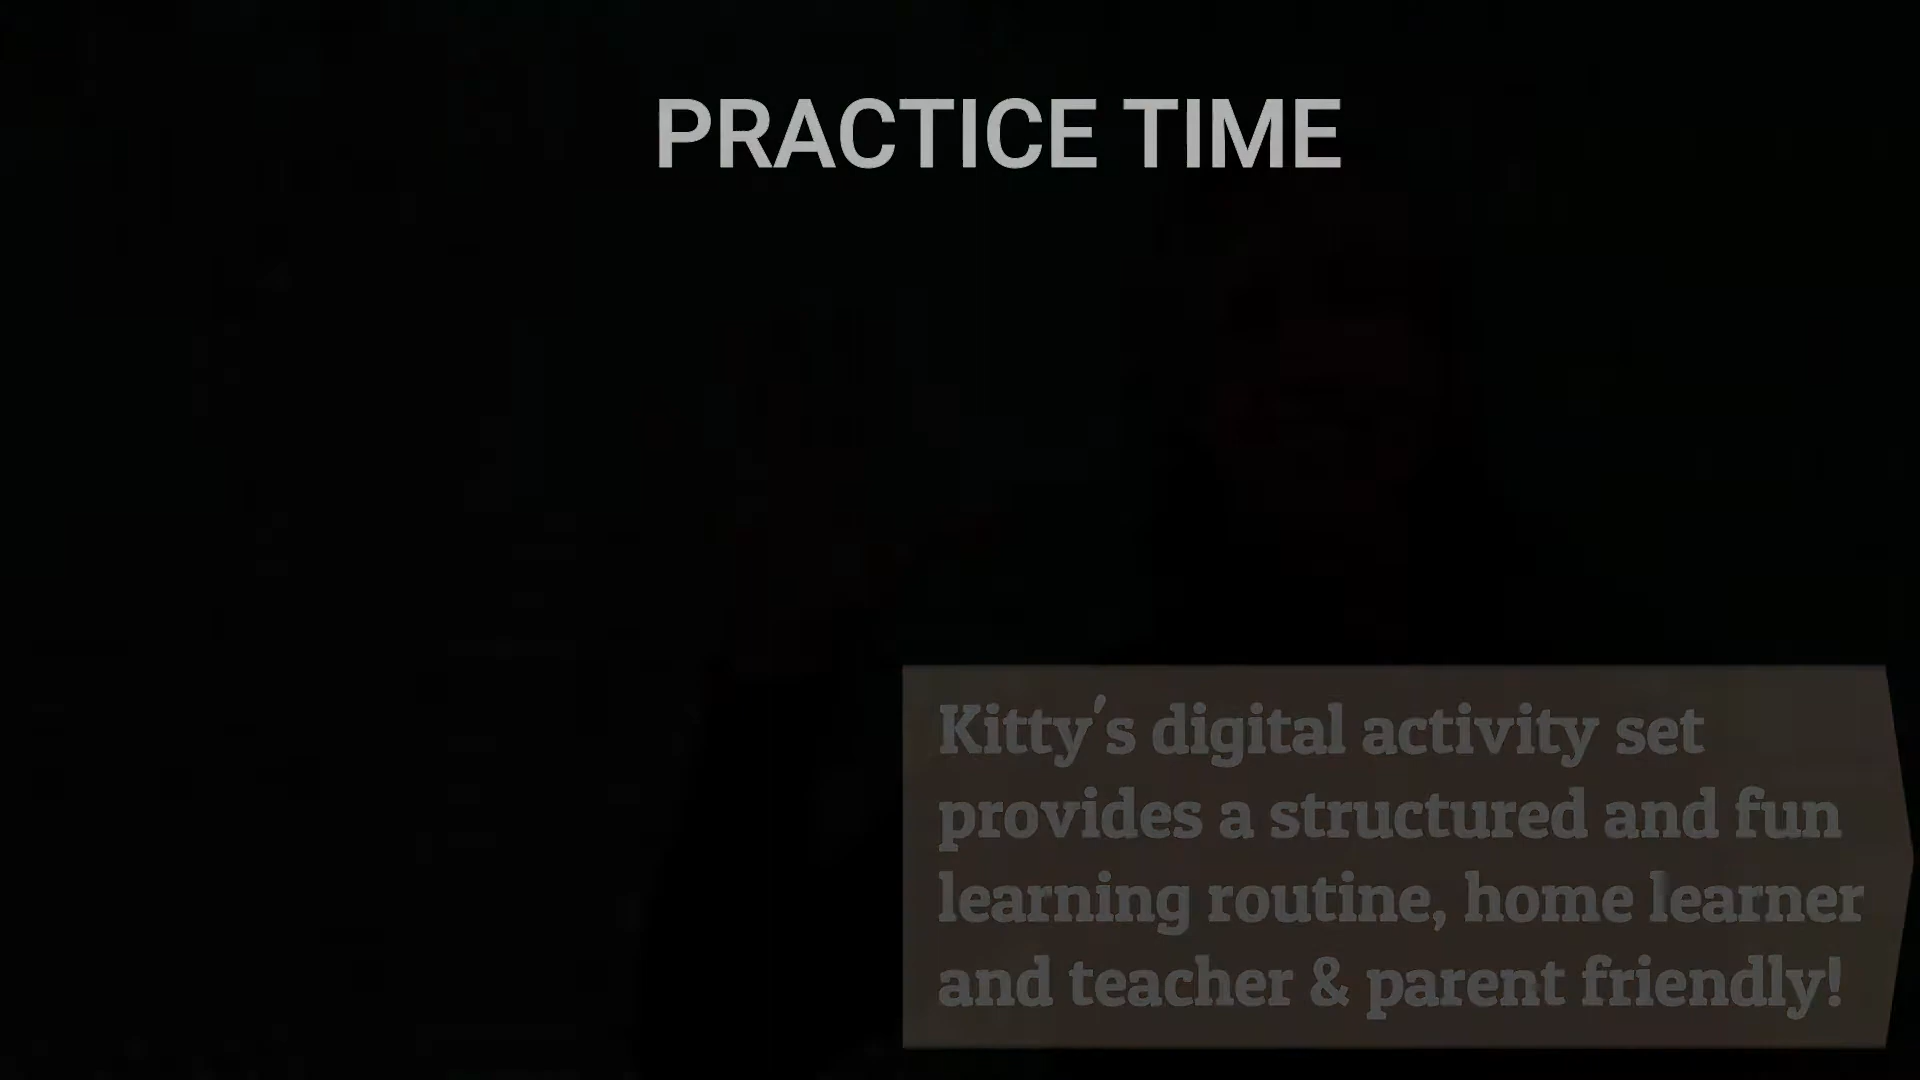 PRACTICE TIME
Kitty's digital activity set
provides a structured and fun
learning routine, home learner
and teacher & parent friendly!